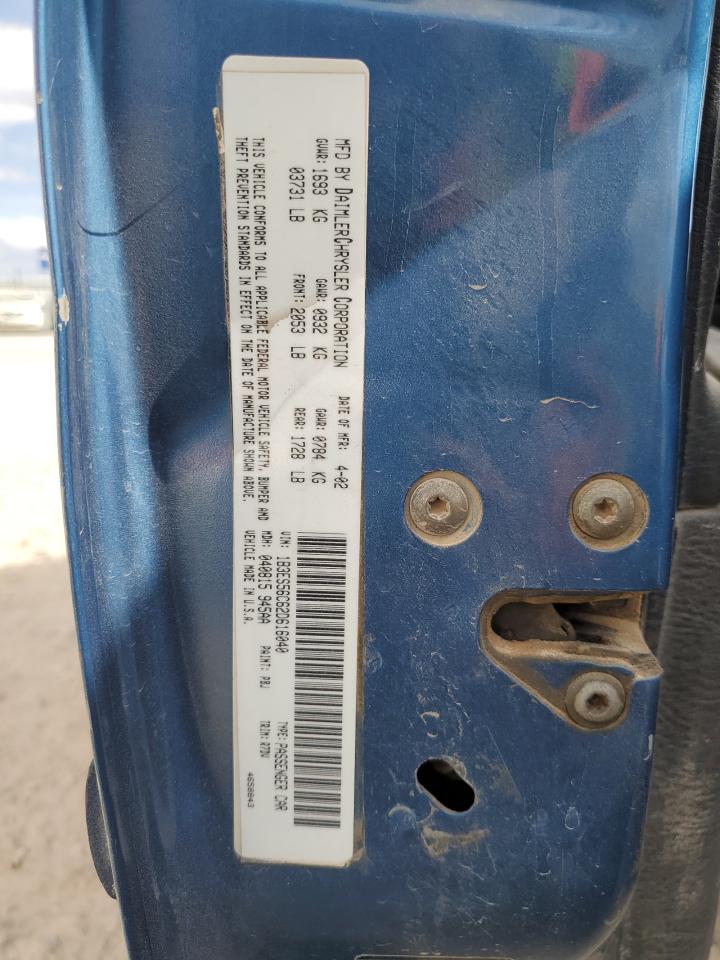 MFD BY DAIMLERCHRYSLER CORPORATION DATE OF MFR: 4-02
GVWR: 1693 KG GAWR: 0932 KG GAWR: 0784 KG
03731 LB FRONT: 2053 LB REAR: 1728 LB
THIS VEHICLE CONFORMS TO ALL APPLICABLE FEDERAL MOTOR VEHICLE SAFETY, BUMPER AND
THEFT PREVENTION STANDARDS IN EFFECT ON THE DATE OF MANUFACTURE SHOWN ABOVE.
VIN: 1B3ES56C62D616040 TYPE: PASSENGER CAR
MDH: 040815 945AA PAINT: PBJ TRIM: R7DV
VEHICLE MADE IN U.S.A. 4658843